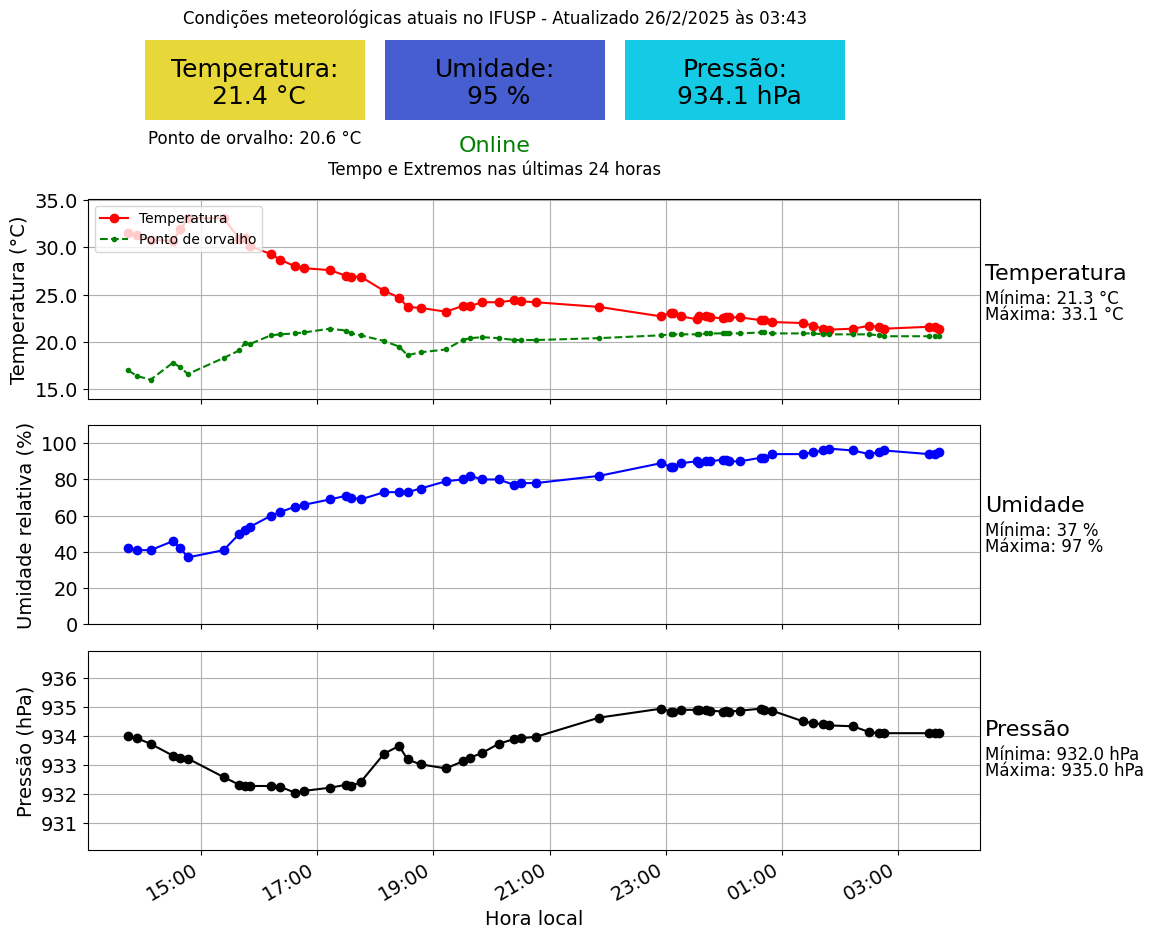 Condições meteorológicas atuais no IFUSP - Atualizado 26/2/2025 às 03:43
Temperatura:
21.4 °C
Umidade:
95 %
Pressão:
934.1 hPa
Ponto de orvalho: 20.6 °C
Online
Tempo e Extremos nas últimas 24 horas
Temperatura (°C)
35.0
30.0
25.0
20.0
15.0
Temperatura
Ponto de orvalho
Temperatura
Mínima: 21.3 °C
Máxima: 33.1 °C
Umidade relativa (%)
100
80
60
40
20
0
Umidade
Mínima: 37 %
Máxima: 97 %
Pressão (hPa)
936
935
934
933
932
931
Pressão
Mínima: 932.0 hPa
Máxima: 935.0 hPa
15:00
17:00
19:00
21:00
23:00
01:00
03:00
Hora local